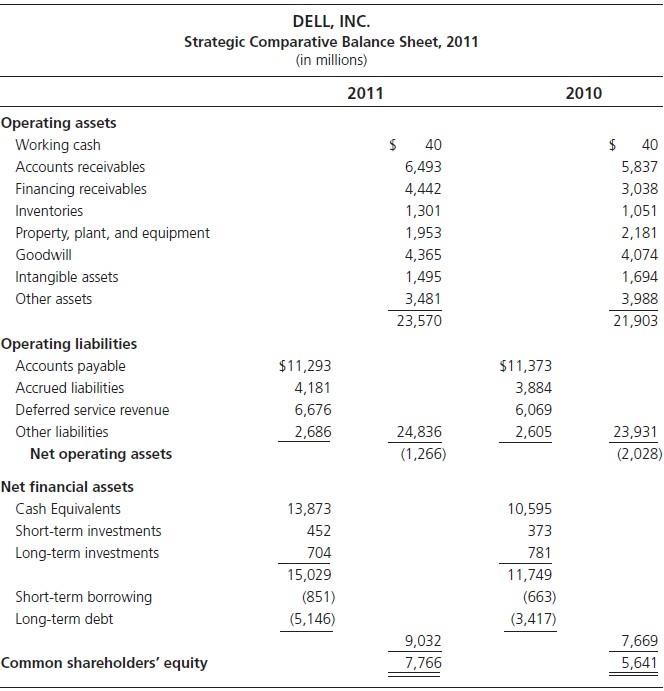 DELL, INC.
Strategic Comparative Balance Sheet, 2011
(in millions)
2011 2010
Operating assets
Working cash $ 40 $ 40
Accounts receivables 6,493 5,837
Financing receivables 4,442 3,038
Inventories 1,301 1,051
Property, plant, and equipment 1,953 2,181
Goodwill 4,365 4,074
Intangible assets 1,495 1,694
Other assets 3,481 3,988
23,570 21,903
Operating liabilities
Accounts payable $11,293 $11,373
Accrued liabilities 4,181 3,884
Deferred service revenue 6,676 6,069
Other liabilities 2,686 24,836 2,605 23,931
Net operating assets (1,266) (2,028)
Net financial assets
Cash Equivalents 13,873 10,595
Short-term investments 452 373
Long-term investments 704 781
15,029 11,749
Short-term borrowing (851) (663)
Long-term debt (5,146) (3,417)
9,032 7,669
Common shareholders’ equity 7,766 5,641